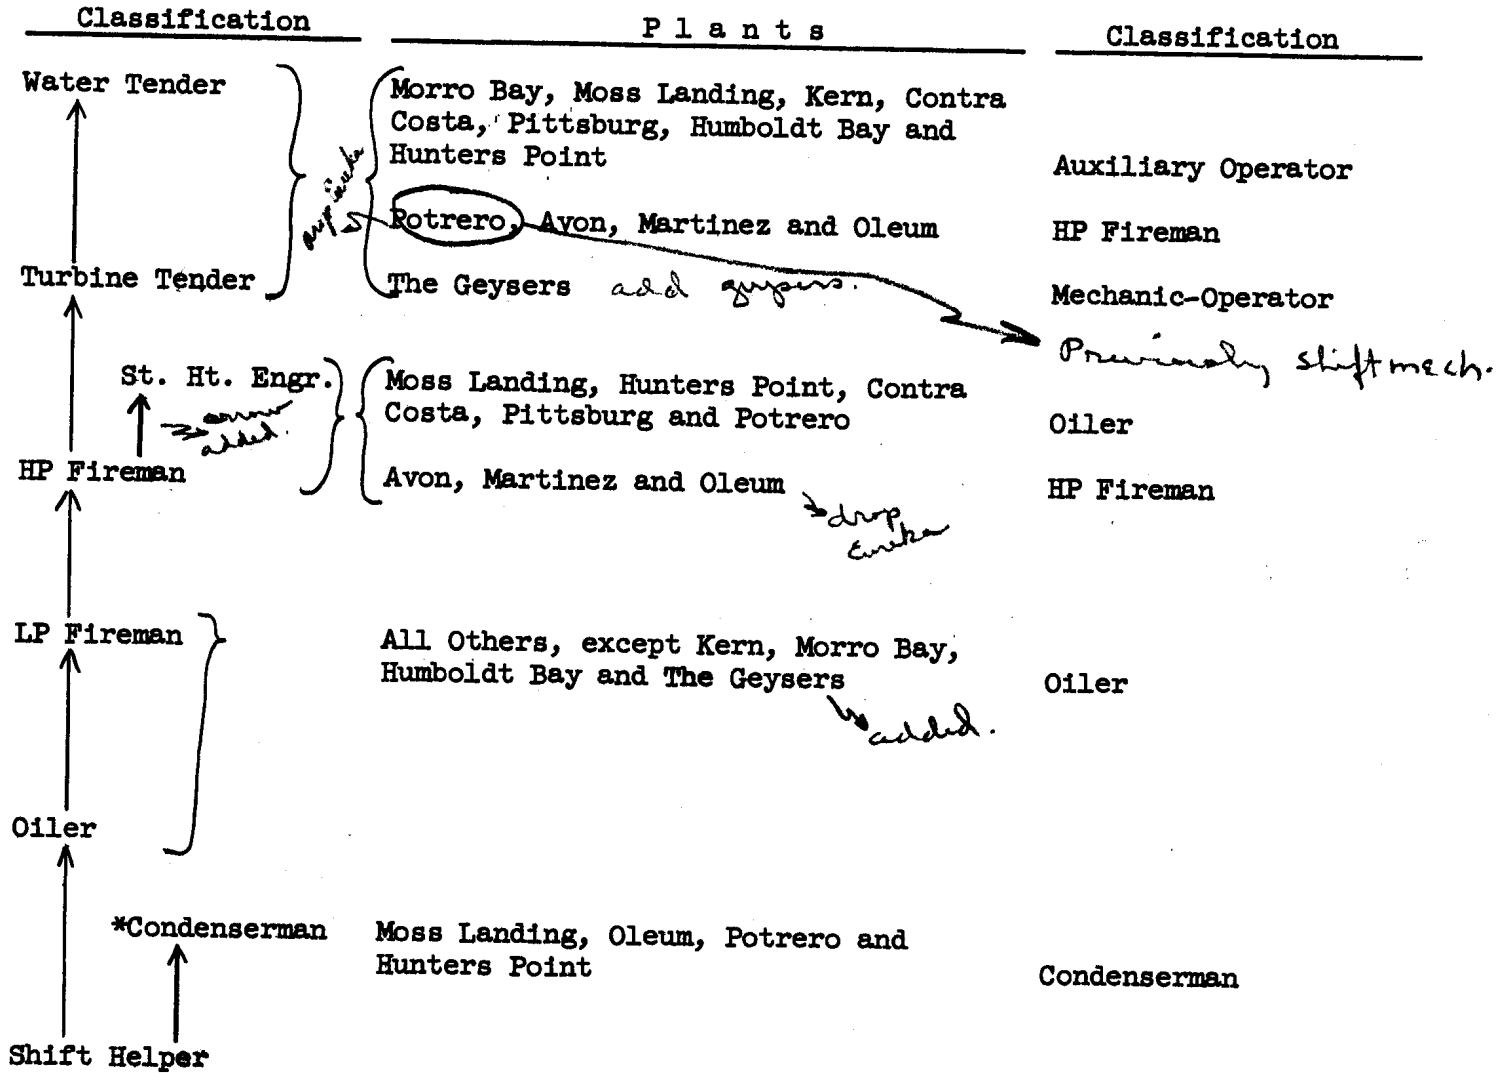 Classification
P l a n t s
Classification
Water Tender
Morro Bay, Moss Landing, Kern, Contra
Costa, Pittsburg, Humboldt Bay and
Hunters Point
Auxiliary Operator
drop Eureka
Potrero, Avon, Martinez and Oleum
HP Fireman
Turbine Tender
The Geysers add geysers.
Mechanic-Operator
Previously shift mech.
St. Ht. Engr.
Moss Landing, Hunters Point, Contra
Costa, Pittsburg and Potrero
Oiler
arrow
added.
HP Fireman
Avon, Martinez and Oleum
HP Fireman
drop
Eureka
LP Fireman
All Others, except Kern, Morro Bay,
Humboldt Bay and The Geysers
Oiler
added.
Oiler
*Condenserman
Moss Landing, Oleum, Potrero and
Hunters Point
Condenserman
Shift Helper